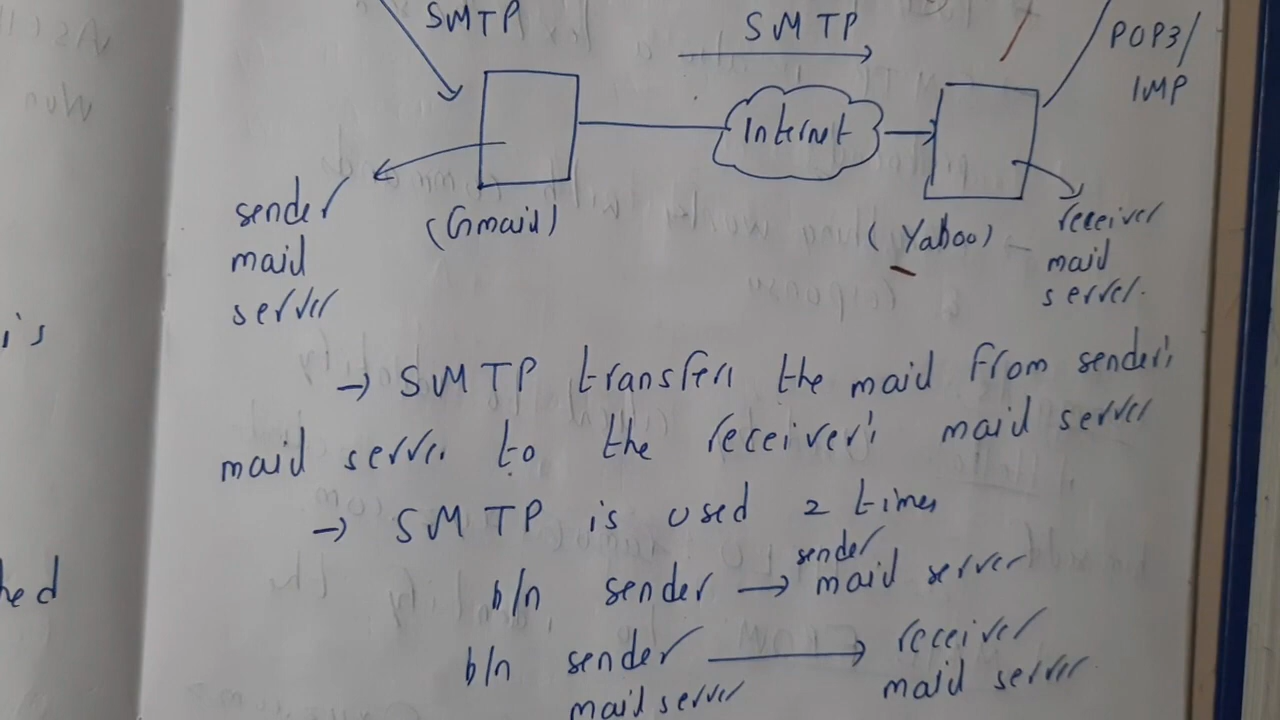 SMTP
SMTP
POP3/
IMP
Internet
sender
mail
server
(Gmail)
(Yahoo)
receiver
mail
server.
→ SMTP transfers the mail from sender's
mail server to the receiver's mail server
→ SMTP is used 2 times
b/n sender → sender mail server
b/n sender mail server → receiver mail server
is
hed